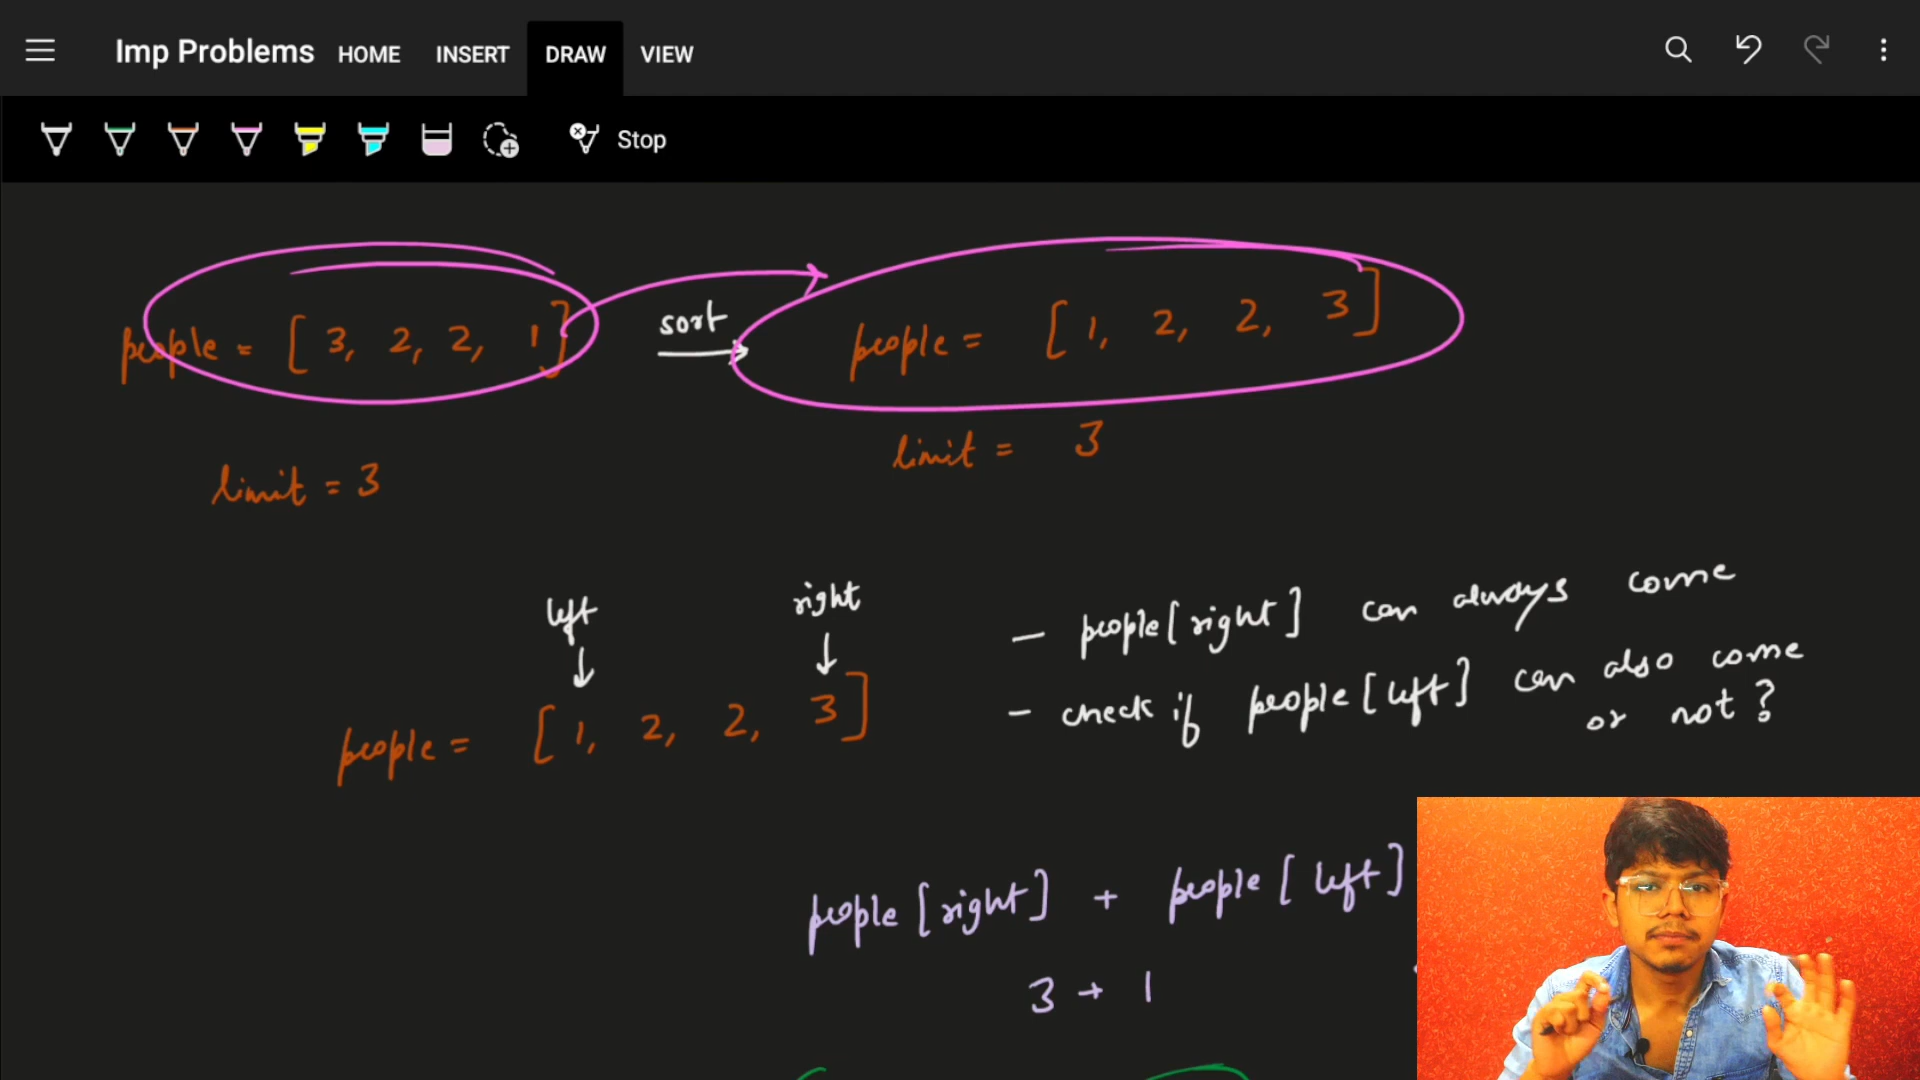 Imp Problems HOME INSERT DRAW VIEW
Stop
people = [ 3, 2, 2, 1 ] sort people = [ 1, 2, 2, 3 ]
limit = 3 limit = 3
left right
people = [ 1, 2, 2, 3 ]
— people [ right ] can always come
- check if people [ left ] can also come
or not ?
people [ right ] + people [ left ]
3 + 1